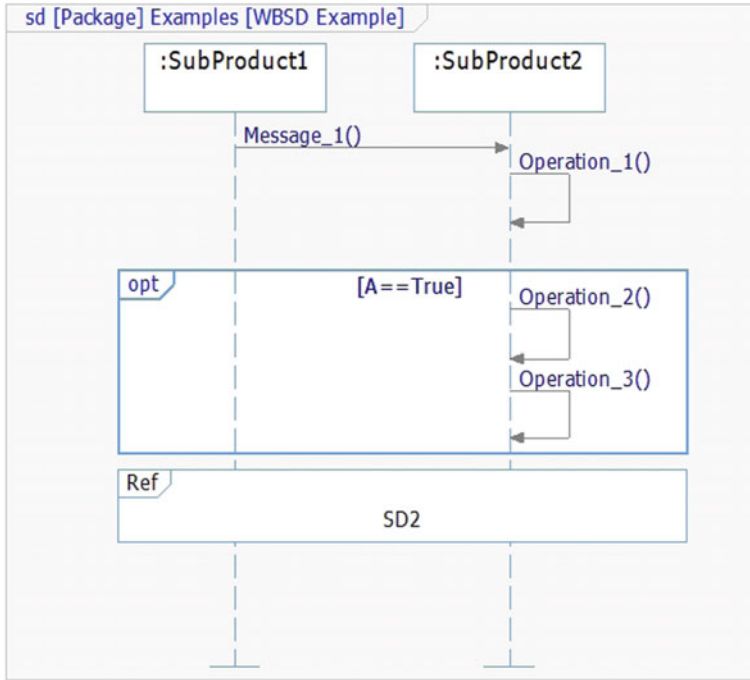 sd [Package] Examples [WBSD Example]
:SubProduct1
:SubProduct2
Message_1()
Operation_1()
opt
[A==True]
Operation_2()
Operation_3()
Ref
SD2